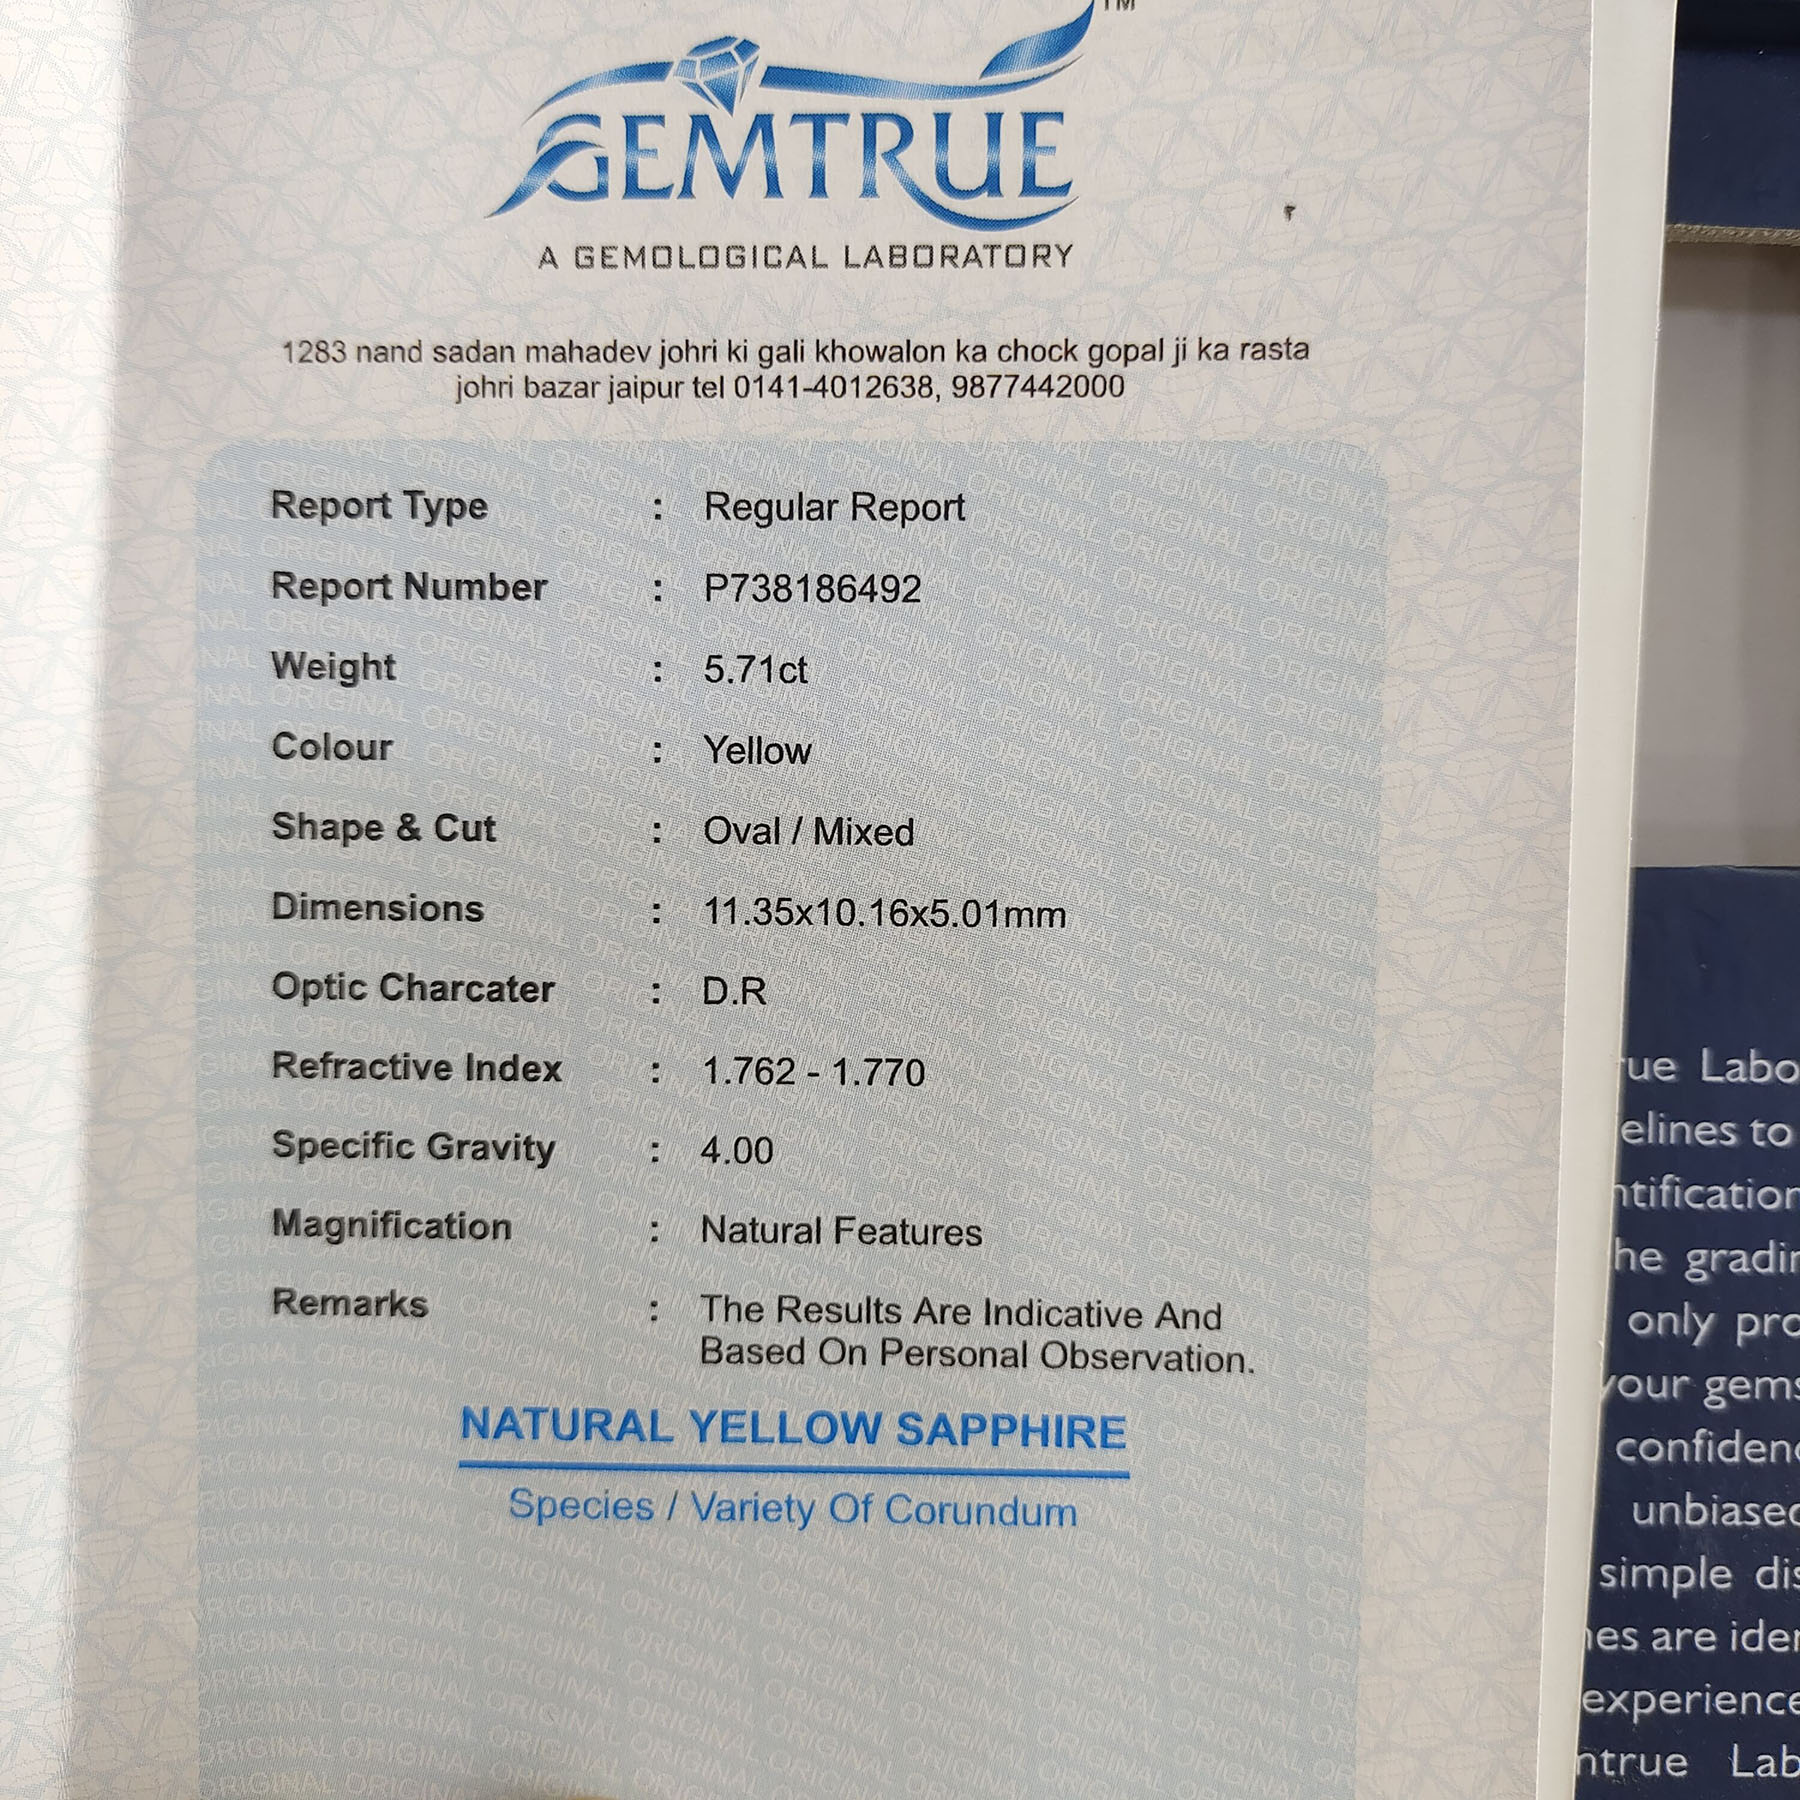 TM
GEMTRUE
A GEMOLOGICAL LABORATORY
1283 nand sadan mahadev johri ki gali khowalon ka chock gopal ji ka rasta
johri bazar jaipur tel 0141-4012638, 9877442000
Report Type : Regular Report
Report Number : P738186492
Weight : 5.71ct
Colour : Yellow
Shape & Cut : Oval / Mixed
Dimensions : 11.35x10.16x5.01mm
Optic Charcater : D.R
Refractive Index : 1.762 - 1.770
Specific Gravity : 4.00
Magnification : Natural Features
Remarks : The Results Are Indicative And
Based On Personal Observation.
NATURAL YELLOW SAPPHIRE
Species / Variety Of Corundum
rue Labo
elines to
ntification
he gradin
only pro
your gems
confidenc
unbiased
simple dis
nes are iden
experience
ntrue Lab